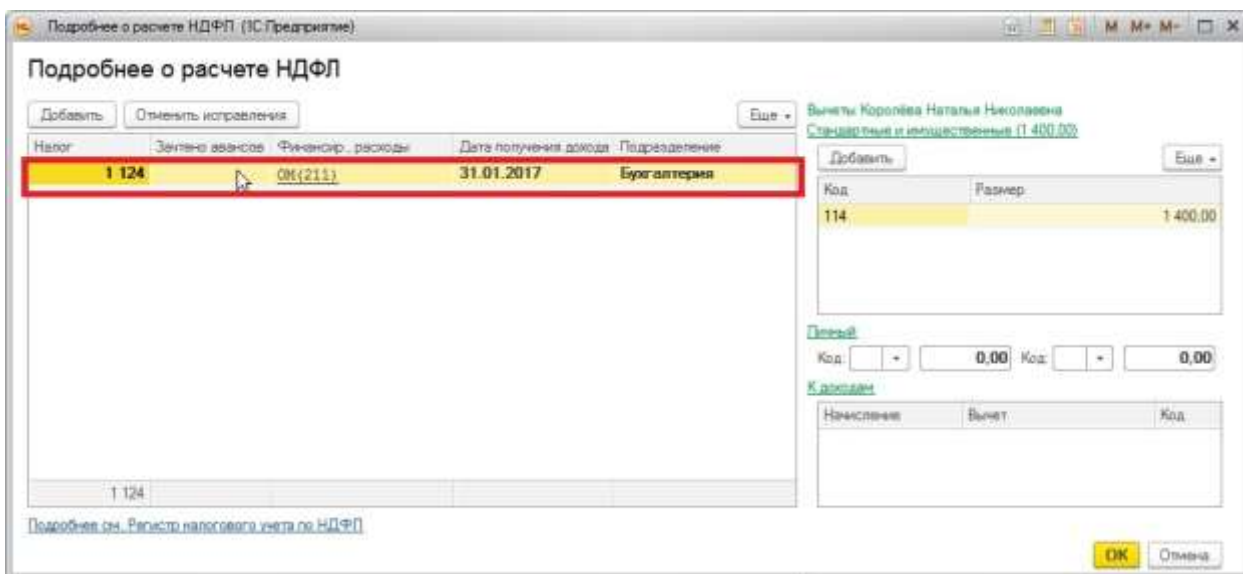 Подробнее о расчете НДФЛ (1С:Предприятие)
M M+ M-
Подробнее о расчете НДФЛ
Добавить Отменить исправления Еще
Налог Зачтено авансов Финансир. расходы Дата получения дохода Подразделение
1 124 ОМ(211) 31.01.2017 Бухгалтерия
1 124
Подробнее см. Регистр налогового учета по НДФЛ
Вычеты Королёва Наталья Николаевна
Стандартные и имущественные (1 400,00)
Добавить Еще
Код Размер
114 1 400,00
Личный
Код: 0,00 Код: 0,00
К доходам
Начисление Вычет Код
ОК Отмена